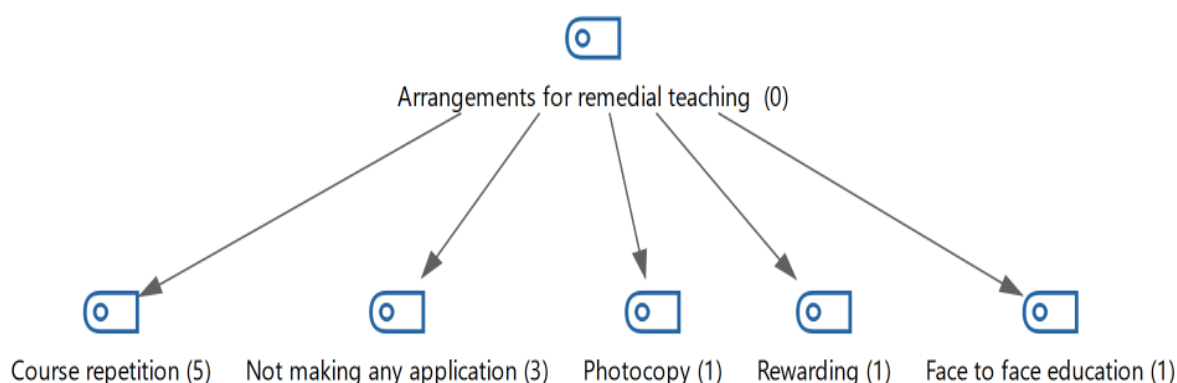 Arrangements for remedial teaching (0)
Course repetition (5) Not making any application (3) Photocopy (1) Rewarding (1) Face to face education (1)